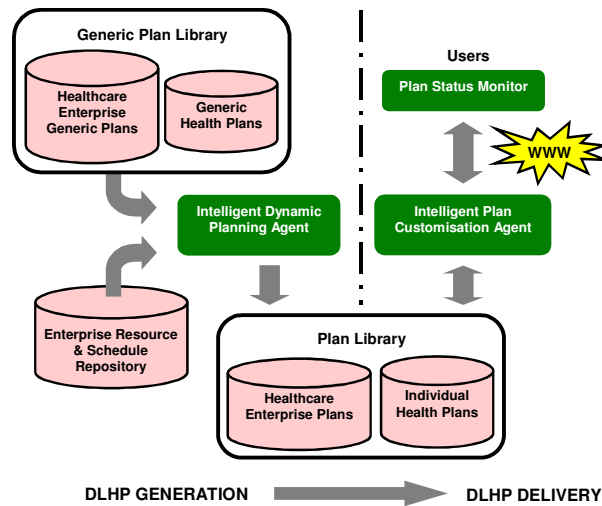 Generic Plan Library
Healthcare
Enterprise
Generic Plans
Generic
Health Plans
Users
Plan Status Monitor
WWW
Intelligent Dynamic
Planning Agent
Intelligent Plan
Customisation Agent
Enterprise Resource
& Schedule
Repository
Plan Library
Healthcare
Enterprise Plans
Individual
Health Plans
DLHP GENERATION
DLHP DELIVERY